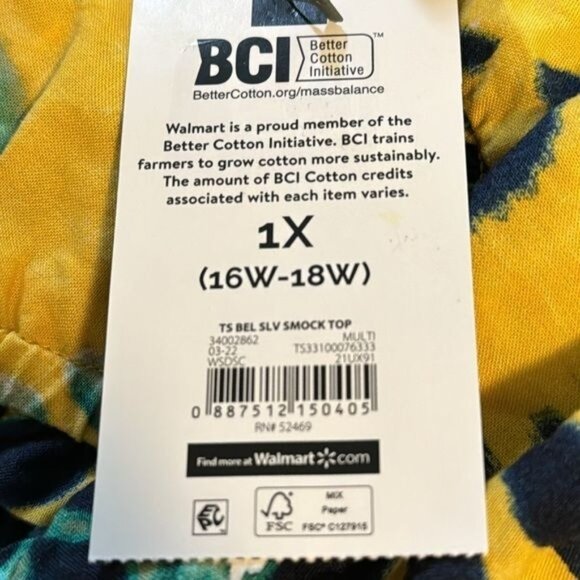 BCI Better Cotton Initiative™
BetterCotton.org/massbalance
Walmart is a proud member of the
Better Cotton Initiative. BCI trains
farmers to grow cotton more sustainably.
The amount of BCI Cotton credits
associated with each item varies.
1X
(16W-18W)
TS BEL SLV SMOCK TOP
34002862 MULTI
03-22 TS33100076333
WSDSC 21UX91
0 887512 150405
RN# 52469
Find more at Walmart.com
EPL
FSC
MIX
Paper
FSC® C127915